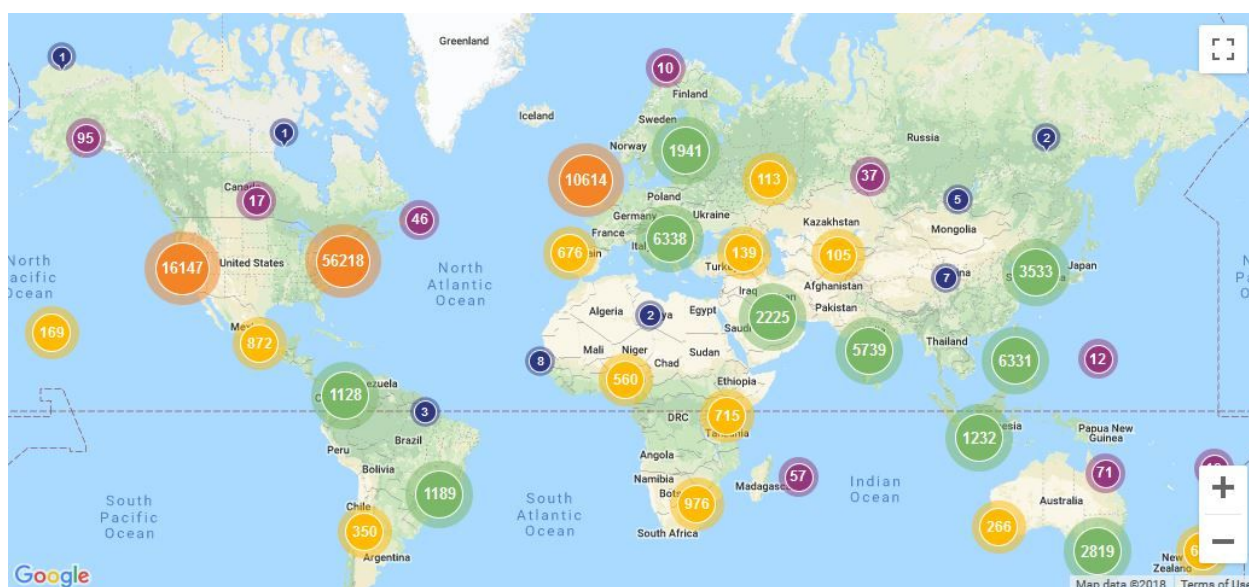 Greenland
1
10
Finland
Iceland
Sweden
Russia
95
1
2
Norway
1941
10614
113
37
Canada
17
Poland
5
46
Germany
Ukraine
Kazakhstan
Mongolia
France
6338
16147
United States
56218
676
139
105
3533
Japan
North
Pacific
Ocean
North
Atlantic
Ocean
Afghanistan
7
Iraq
Pakistan
Algeria
2
Egypt
2225
169
872
Mali
Niger
Chad
Sudan
5739
Thailand
6331
12
8
560
Ethiopia
1128
3
DRC
715
Brazil
Peru
1232
Papua New
Guinea
Angola
Bolivia
Namibia
57
Indian
Ocean
71
South
Pacific
Ocean
1189
South
Atlantic
Ocean
976
Australia
Chile
350
South Africa
266
2819
Argentina
New
Zealand
Google
Map data ©2018
Terms of Use